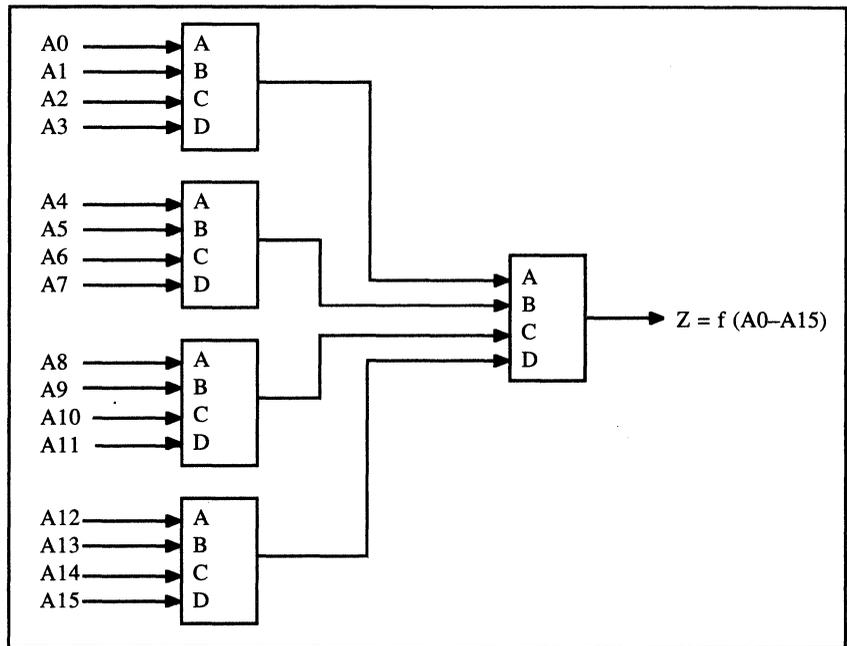 A0 A
A1 B
A2 C
A3 D
A4 A
A5 B
A6 C
A7 D
A
B
C
D
Z = f (A0–A15)
A8 A
A9 B
A10 C
A11 D
A12 A
A13 B
A14 C
A15 D